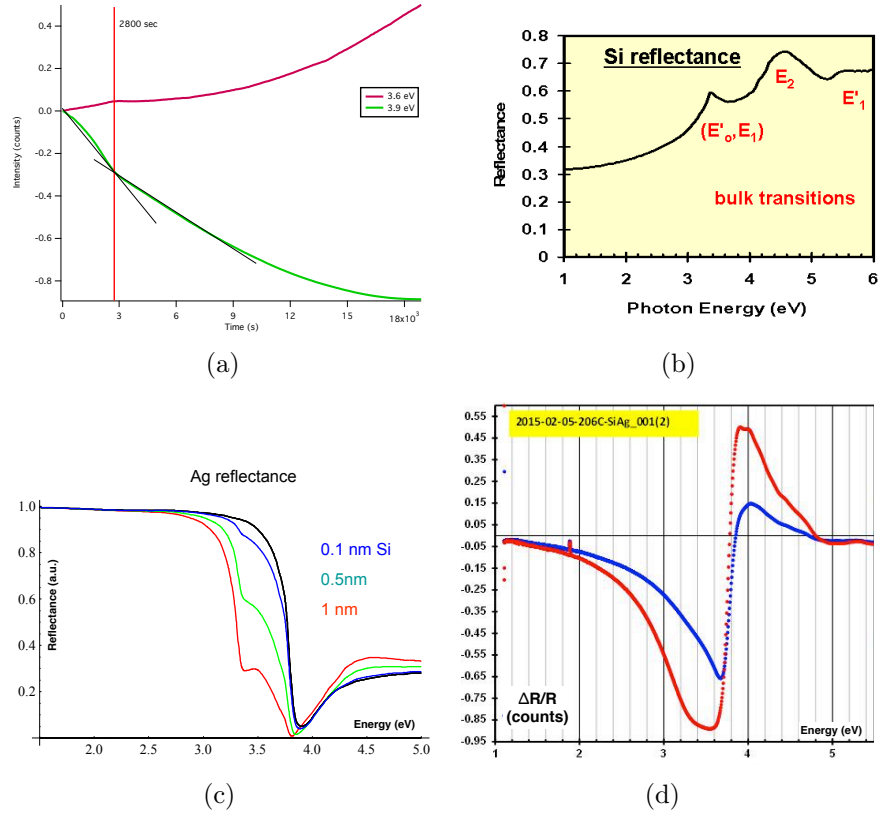 2800 sec
0.4
0.2
0.0
-0.2
-0.4
-0.6
-0.8
Intensity (counts)
3.6 eV
3.9 eV
0
3
6
9
12
15
18x10³
Time (s)
(a)
Si reflectance
0.8
0.7
0.6
0.5
0.4
0.3
0.2
0.1
0
Reflectance
E₂
E'₁
(E'ₒ,E₁)
bulk transitions
1
2
3
4
5
6
Photon Energy (eV)
(b)
Ag reflectance
1.0
0.8
0.6
0.4
0.2
Reflectance (a.u.)
0.1 nm Si
0.5nm
1 nm
Energy (eV)
2.0
2.5
3.0
3.5
4.0
4.5
5.0
(c)
2015-02-05-206C-SiAg_001(2)
0.55
0.45
0.35
0.25
0.15
0.05
-0.05
-0.15
-0.25
-0.35
-0.45
-0.55
-0.65
-0.75
-0.85
-0.95
ΔR/R
(counts)
Energy (eV)
1
2
3
4
5
(d)